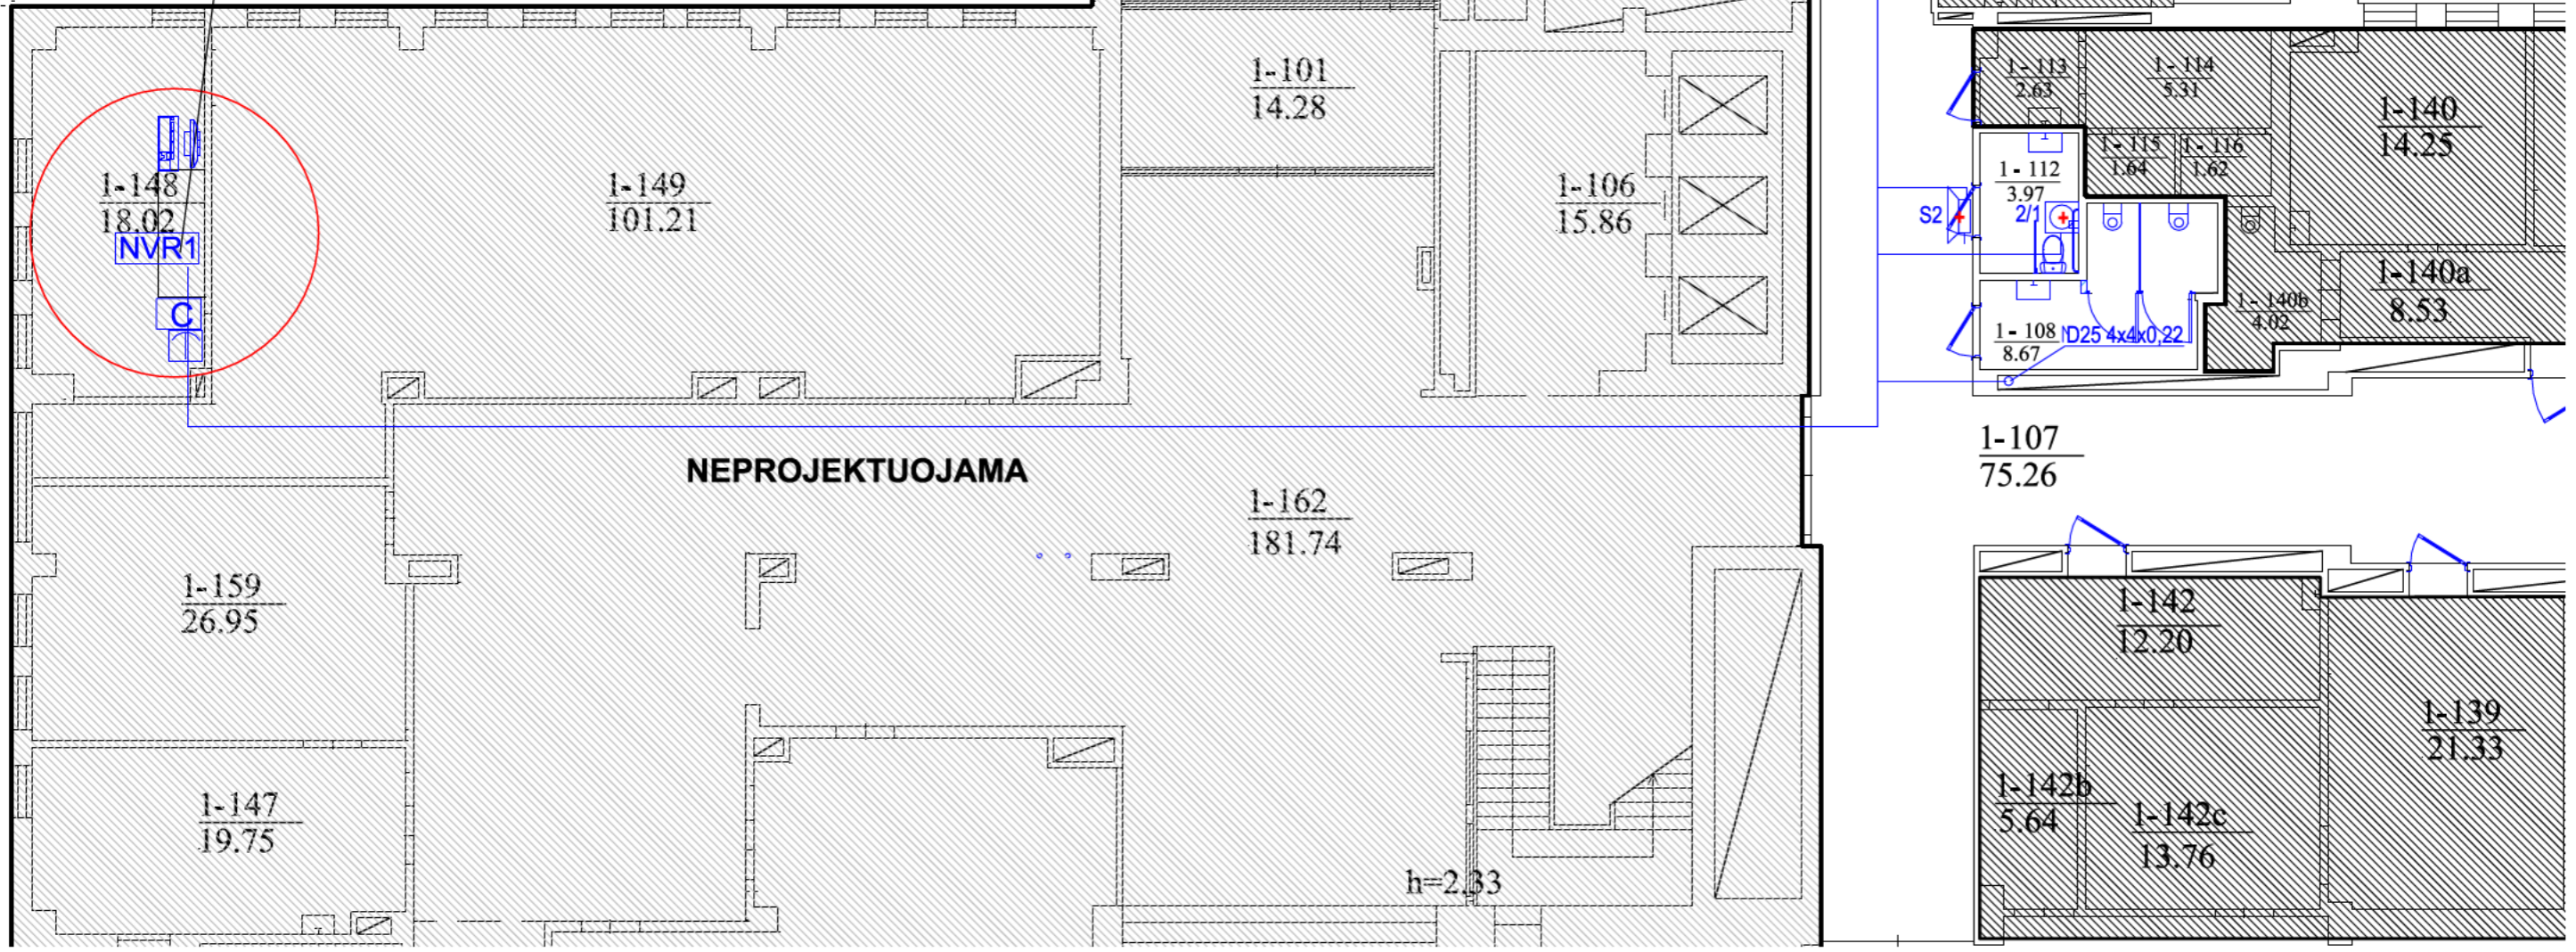 1-101
14.28
1-148
18.02
NVR1
C
1-149
101.21
1-106
15.86
NEPROJEKTUOJAMA
1-162
181.74
1-159
26.95
1-147
19.75
h=2.33
1 - 113
2.63
1 - 114
5.31
1-140
14.25
1 - 115
1.64
1 - 116
1.62
1 - 112
3.97
S2
2/1
1-140a
8.53
1 - 140b
4.02
1 - 108
8.67
D25 4x4x0,22
1-107
75.26
1-142
12.20
1-139
21.33
1-142b
5.64
1-142c
13.76